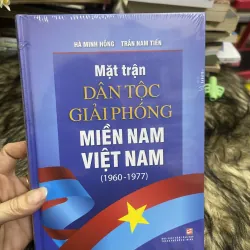 HÀ MINH HỒNG - TRẦN NAM TIẾN
Mặt trận
DÂN TỘC
GIẢI PHÓNG
MIỀN NAM
VIỆT NAM
(1960-1977)